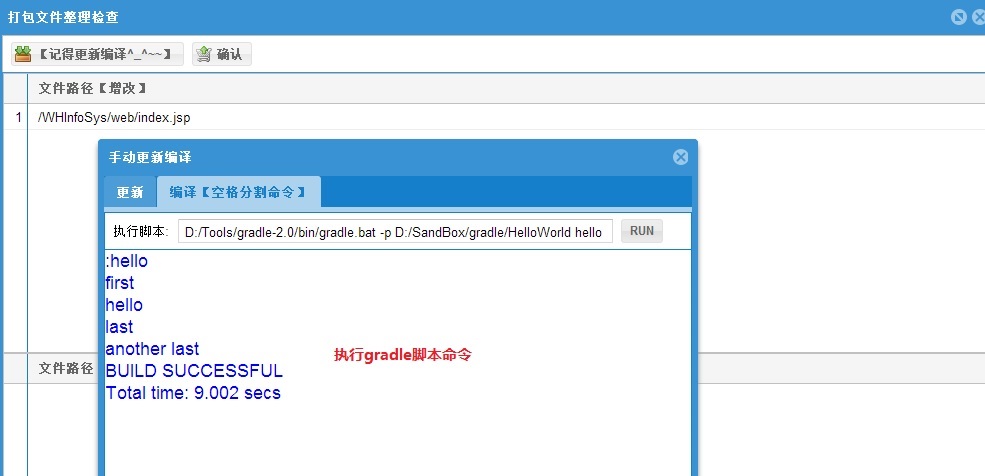 打包文件整理检查
【记得更新编译^_^~~】 确认
文件路径【增改】
1 /WHInfoSys/web/index.jsp
手动更新编译
更新 编译【空格分割命令】
执行脚本: D:/Tools/gradle-2.0/bin/gradle.bat -p D:/SandBox/gradle/HelloWorld hello RUN
:hello
first
hello
last
another last
执行gradle脚本命令
文件路径
BUILD SUCCESSFUL
Total time: 9.002 secs